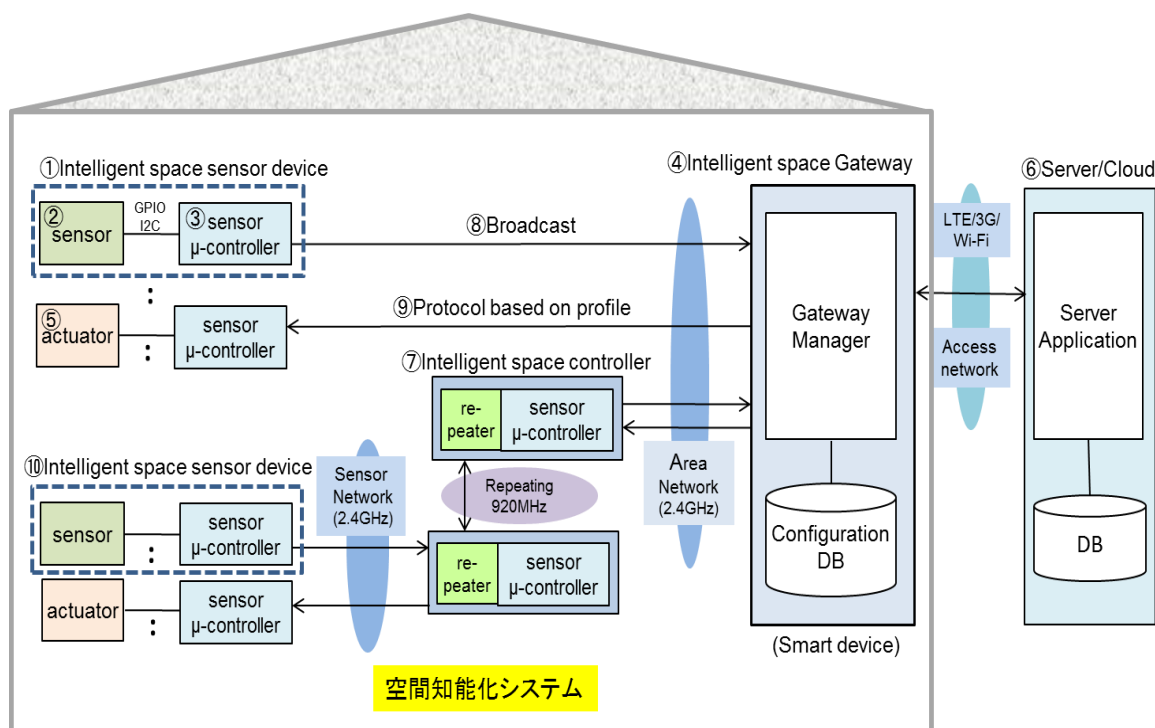 ①Intelligent space sensor device
②
sensor
GPIO
I2C
③sensor
μ-controller
⑧Broadcast
④Intelligent space Gateway
⑥Server/Cloud
LTE/3G/
Wi-Fi
⑤
actuator
sensor
μ-controller
⑨Protocol based on profile
Gateway
Manager
Server
Application
Access
network
⑦Intelligent space controller
re-
peater
sensor
μ-controller
⑩Intelligent space sensor device
Sensor
Network
(2.4GHz)
Repeating
920MHz
Area
Network
(2.4GHz)
sensor
sensor
μ-controller
re-
peater
sensor
μ-controller
Configuration
DB
DB
actuator
sensor
μ-controller
(Smart device)
空間知能化システム